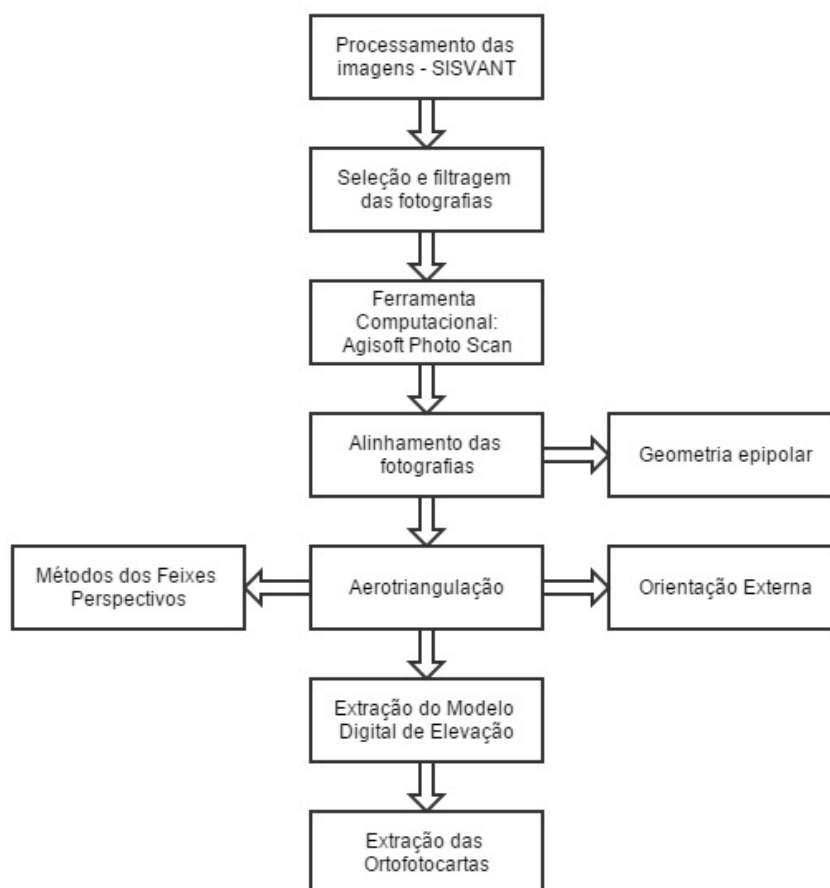 Processamento das
imagens - SISVANT
Seleção e filtragem
das fotografias
Ferramenta
Computacional:
Agisoft Photo Scan
Alinhamento das
fotografias
Geometria epipolar
Métodos dos Feixes
Perspectivos
Aerotriangulação
Orientação Externa
Extração do Modelo
Digital de Elevação
Extração das
Ortofotocartas